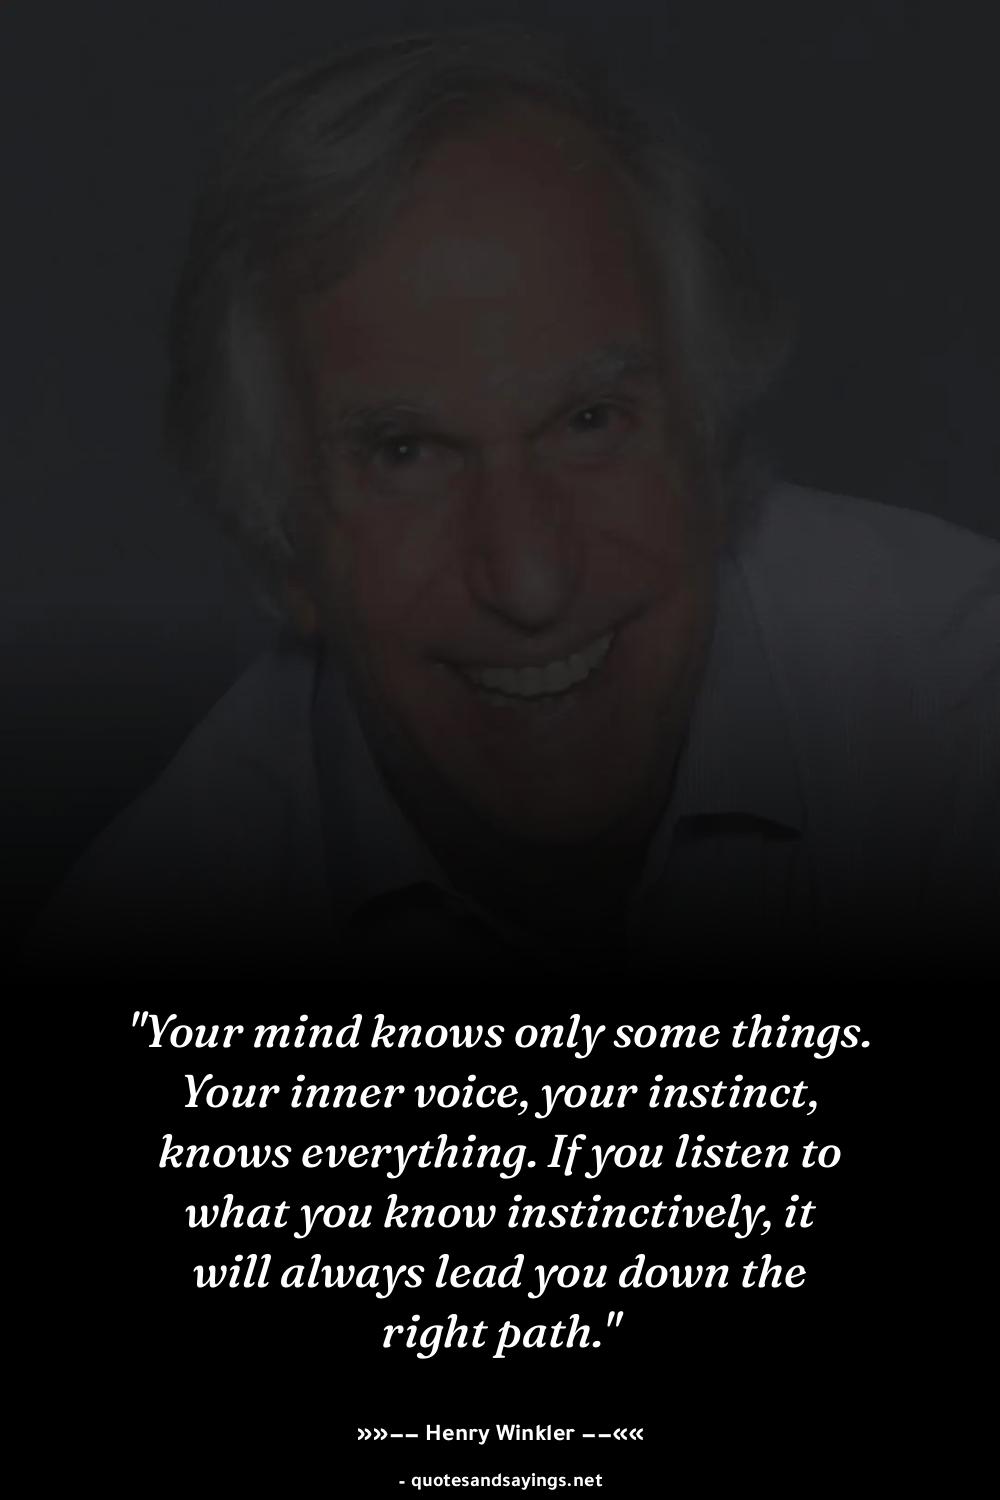 "Your mind knows only some things.
Your inner voice, your instinct,
knows everything. If you listen to
what you know instinctively, it
will always lead you down the
right path."
»»–– Henry Winkler ––««
- quotesandsayings.net